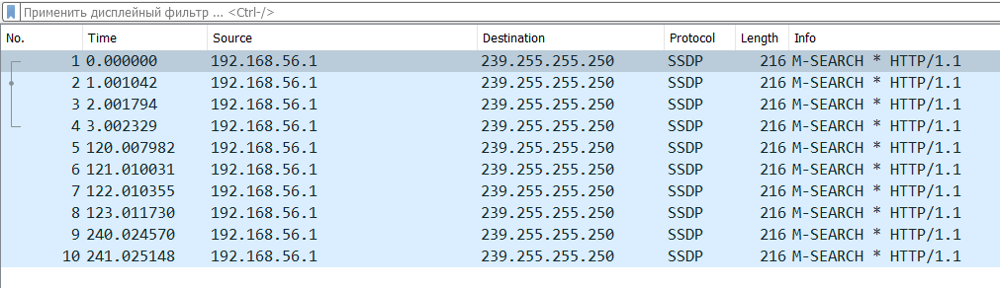 Применить дисплейный фильтр ... <Ctrl-/>
No. Time Source Destination Protocol Length Info
1 0.000000 192.168.56.1 239.255.255.250 SSDP 216 M-SEARCH * HTTP/1.1
2 1.001042 192.168.56.1 239.255.255.250 SSDP 216 M-SEARCH * HTTP/1.1
3 2.001794 192.168.56.1 239.255.255.250 SSDP 216 M-SEARCH * HTTP/1.1
4 3.002329 192.168.56.1 239.255.255.250 SSDP 216 M-SEARCH * HTTP/1.1
5 120.007982 192.168.56.1 239.255.255.250 SSDP 216 M-SEARCH * HTTP/1.1
6 121.010031 192.168.56.1 239.255.255.250 SSDP 216 M-SEARCH * HTTP/1.1
7 122.010355 192.168.56.1 239.255.255.250 SSDP 216 M-SEARCH * HTTP/1.1
8 123.011730 192.168.56.1 239.255.255.250 SSDP 216 M-SEARCH * HTTP/1.1
9 240.024570 192.168.56.1 239.255.255.250 SSDP 216 M-SEARCH * HTTP/1.1
10 241.025148 192.168.56.1 239.255.255.250 SSDP 216 M-SEARCH * HTTP/1.1